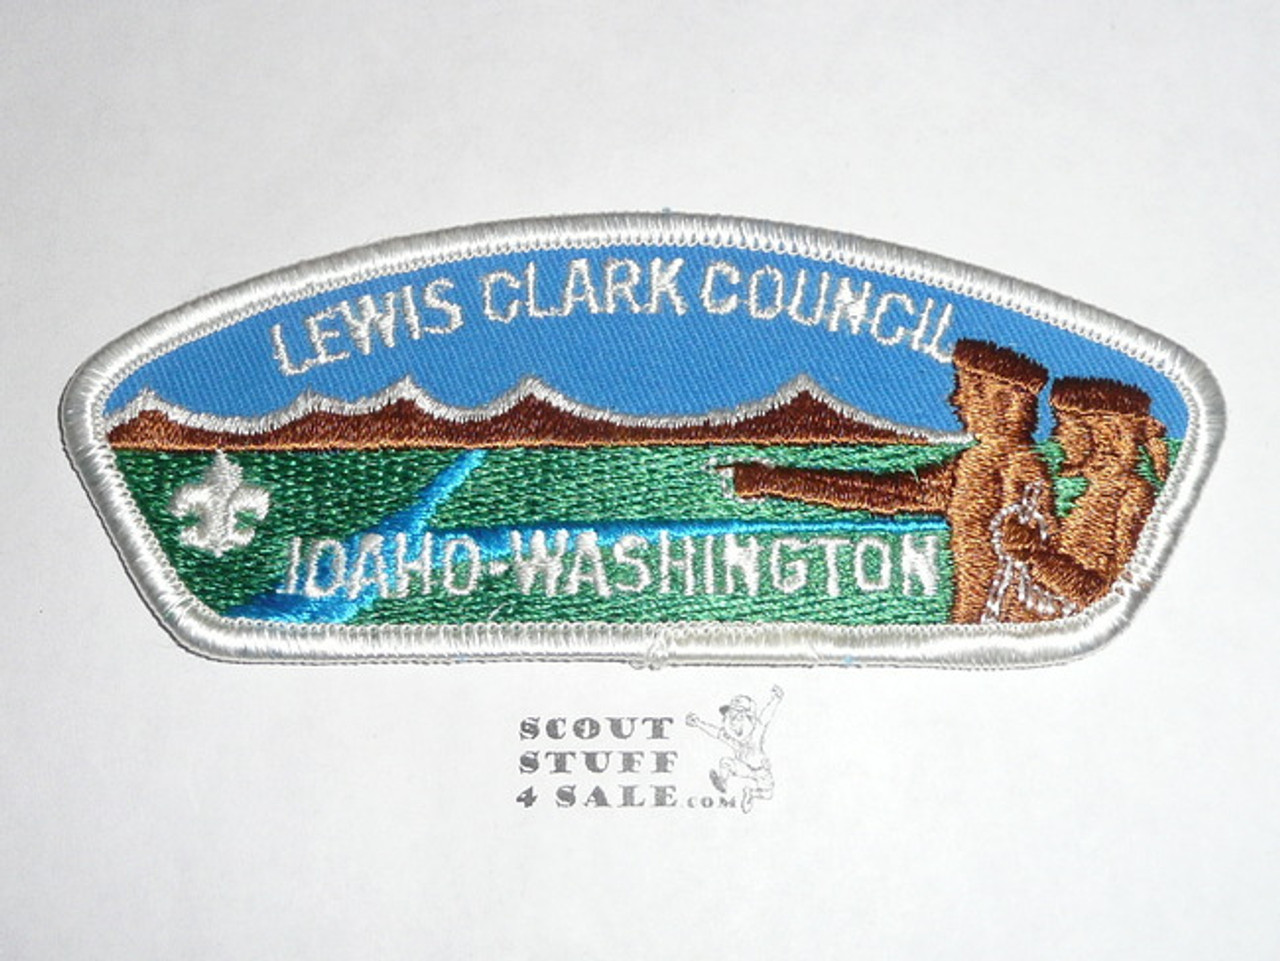 LEWIS CLARK COUNCIL
IDAHO-WASHINGTON
SCOUT
STUFF
4 SALE.COM